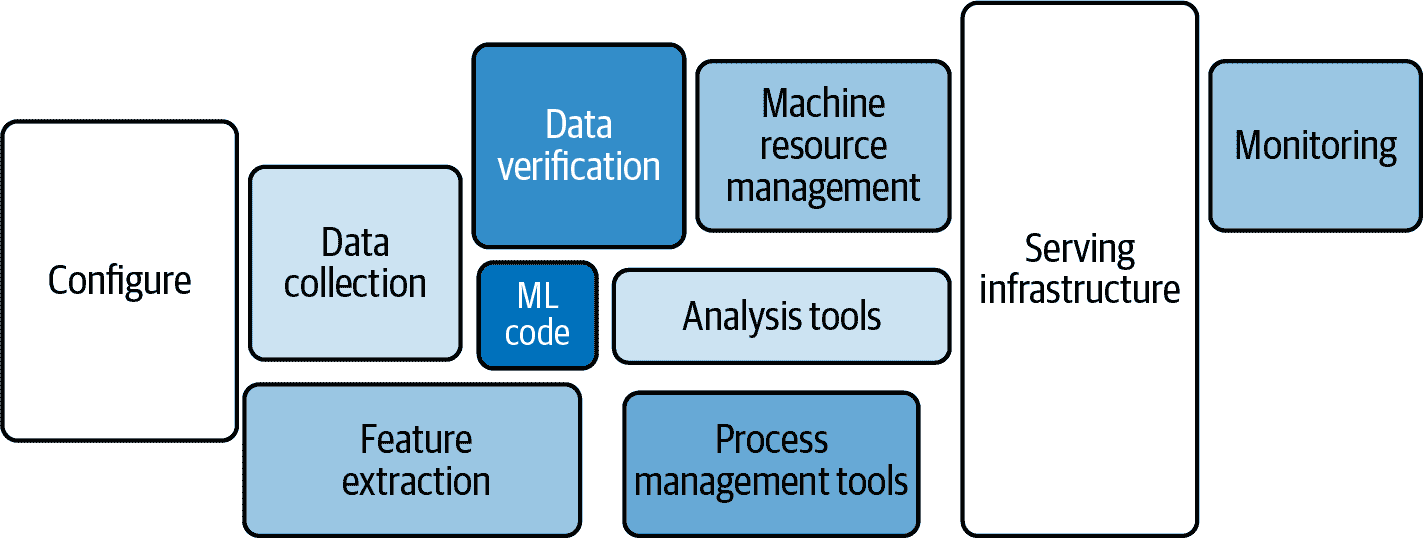 Configure
Data
collection
Feature
extraction
Data
verification
ML
code
Machine
resource
management
Analysis tools
Process
management tools
Serving
infrastructure
Monitoring